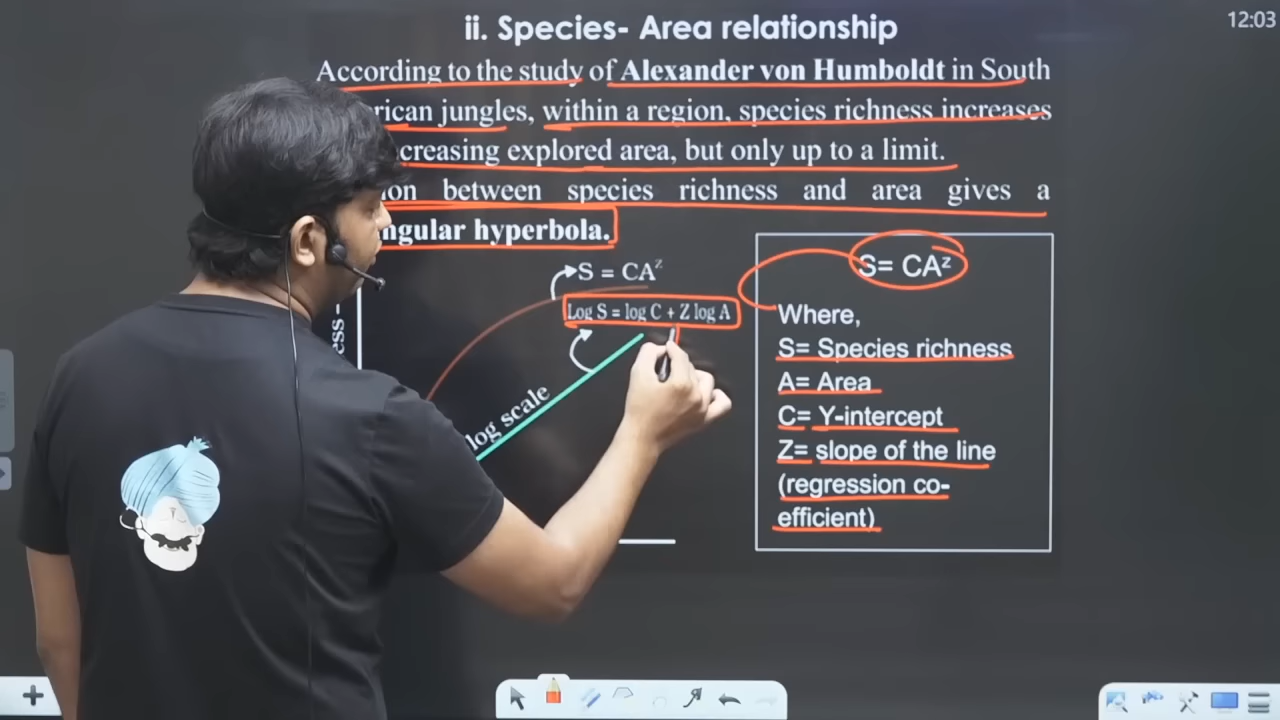 12:03
ii. Species- Area relationship
According to the study of Alexander von Humboldt in South
rican jungles, within a region, species richness increases
creasing explored area, but only up to a limit.
ion between species richness and area gives a
ngular hyperbola.
S = CA^z
Log S = log C + Z log A
log scale
ess -
S= CA^z
Where,
S= Species richness
A= Area
C= Y-intercept
Z= slope of the line
(regression co-
efficient)